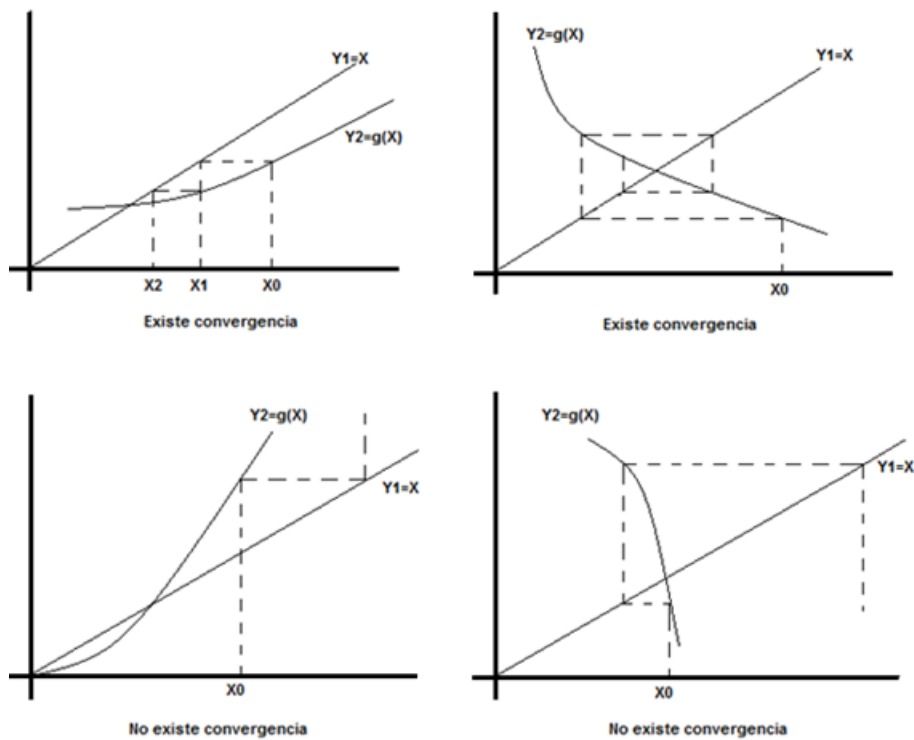 Y1=X
Y2=g(X)
X2 X1 X0
Existe convergencia
Y2=g(X)
Y1=X
X0
Existe convergencia
Y2=g(X)
Y1=X
X0
No existe convergencia
Y2=g(X)
Y1=X
X0
No existe convergencia